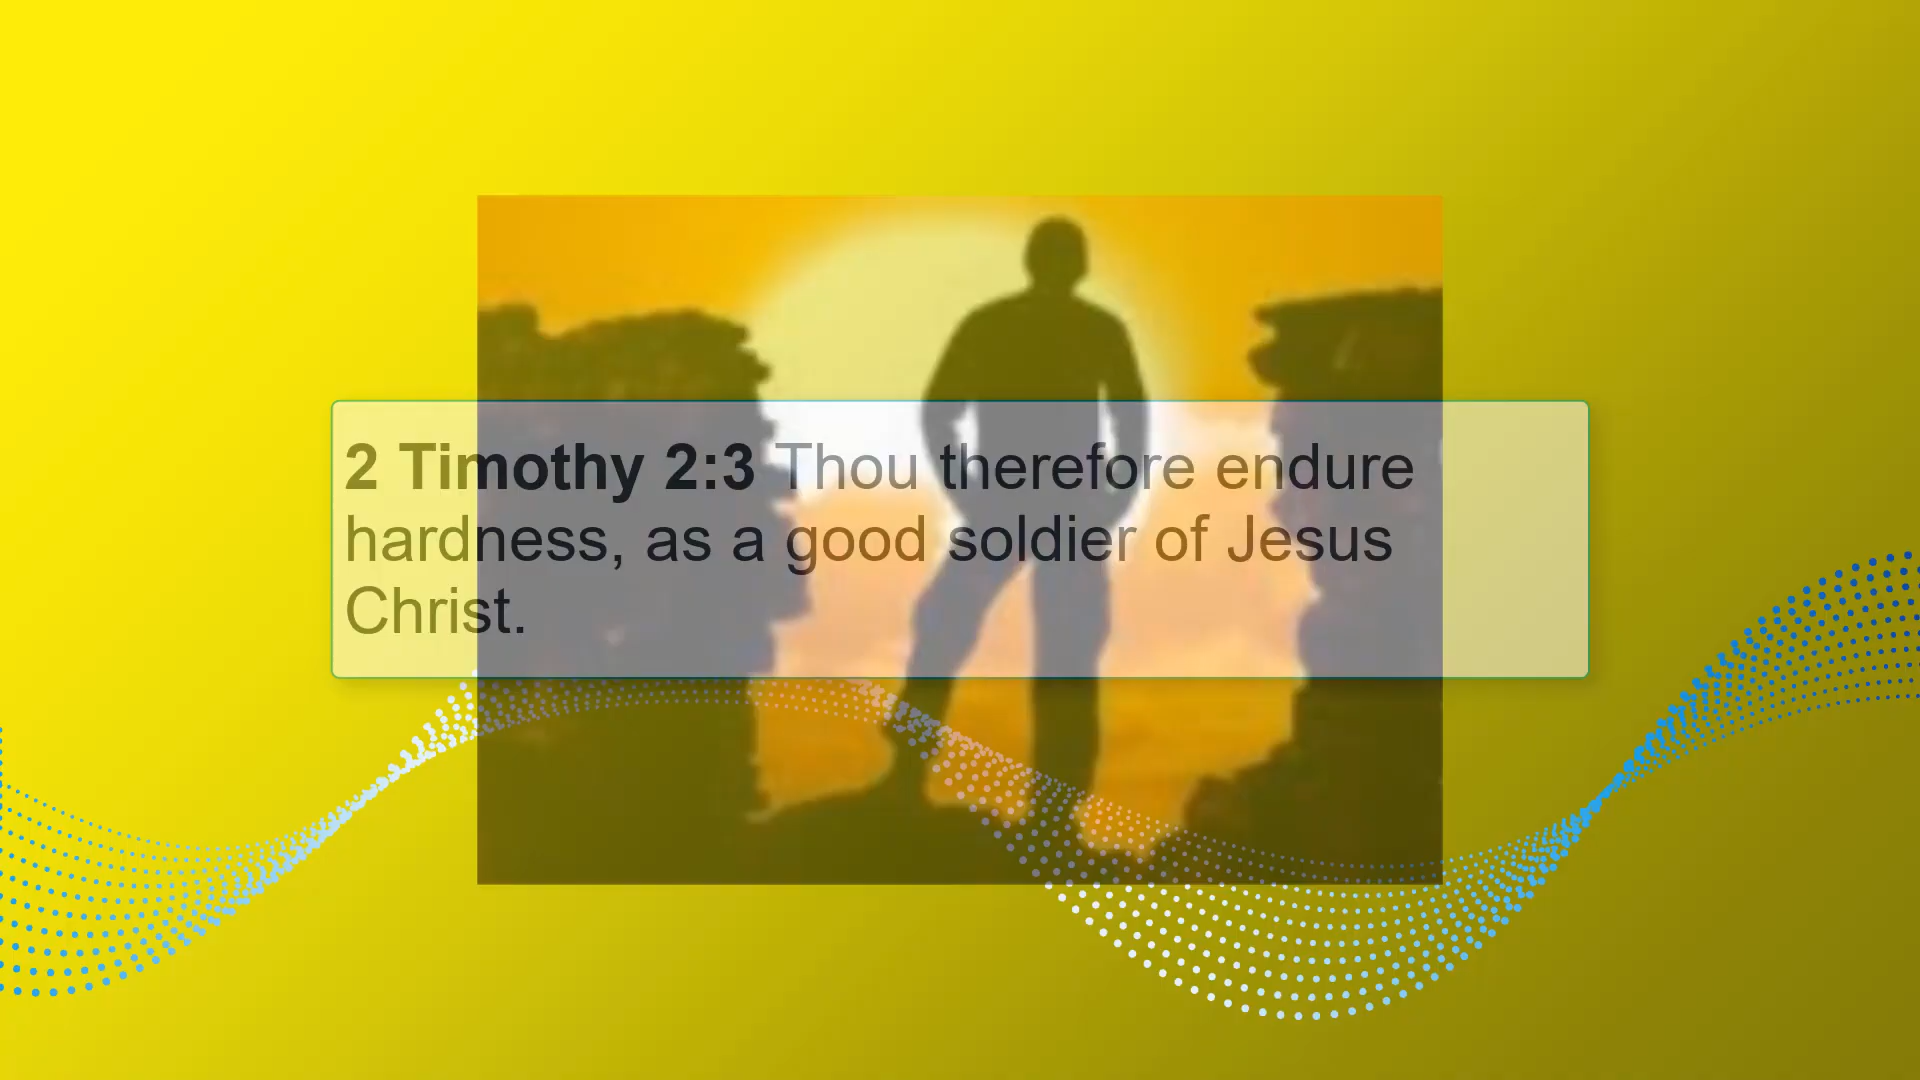 2 Timothy 2:3 Thou therefore endure
hardness, as a good soldier of Jesus
Christ.